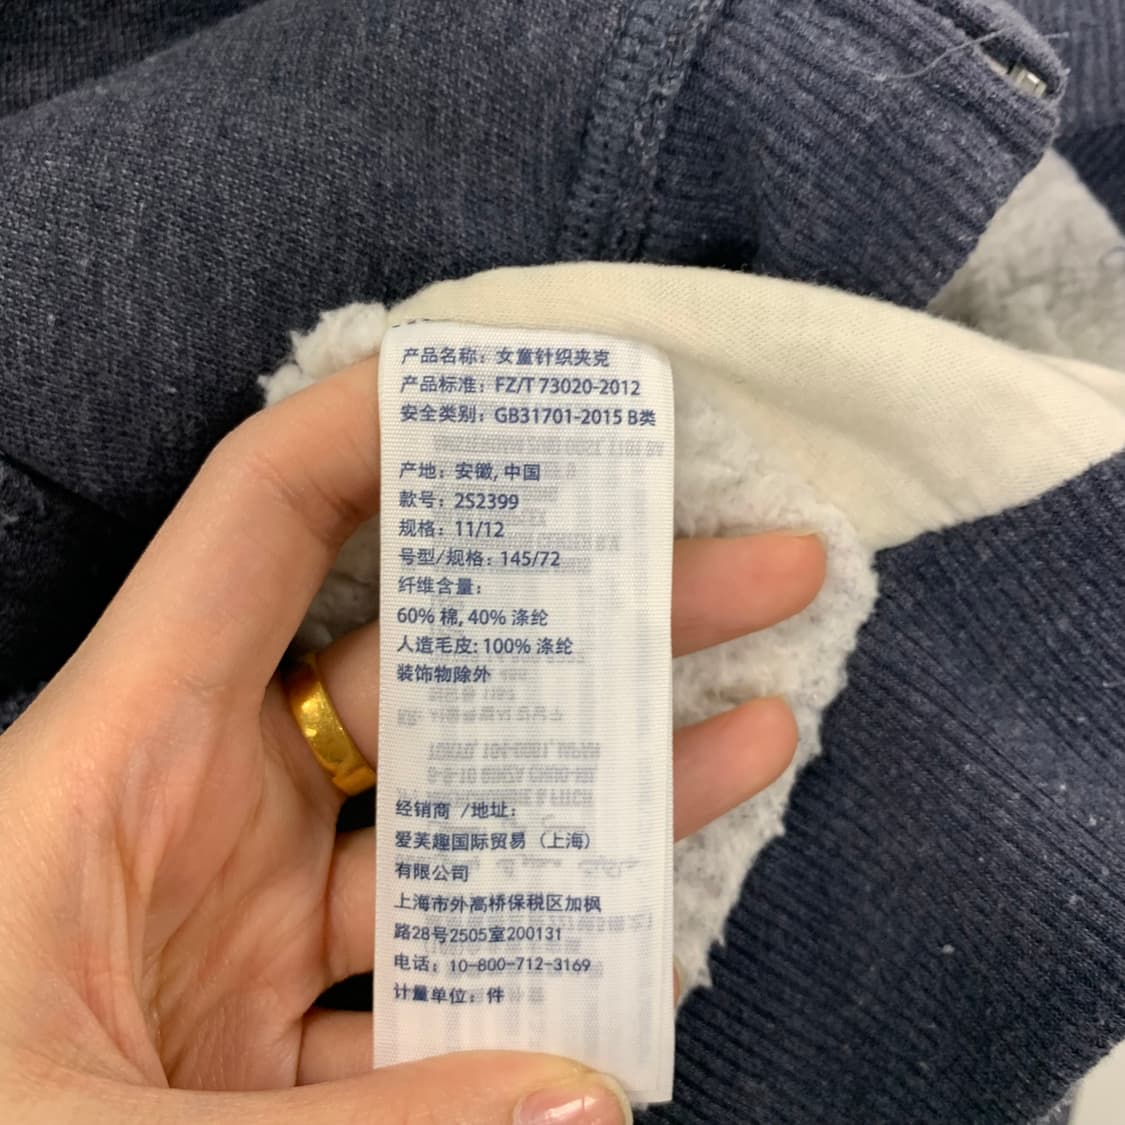 产品名称：女童针织夹克
产品标准：FZ/T 73020-2012
安全类别：GB31701-2015 B类
产地：安徽, 中国
款号：2S2399
规格：11/12
号型/规格：145/72
纤维含量：
60% 棉, 40% 涤纶
人造毛皮: 100% 涤纶
装饰物除外
经销商 /地址：
爱芙趣国际贸易（上海）
有限公司
上海市外高桥保税区加枫
路28号2505室200131
电话：10-800-712-3169
计量单位：件